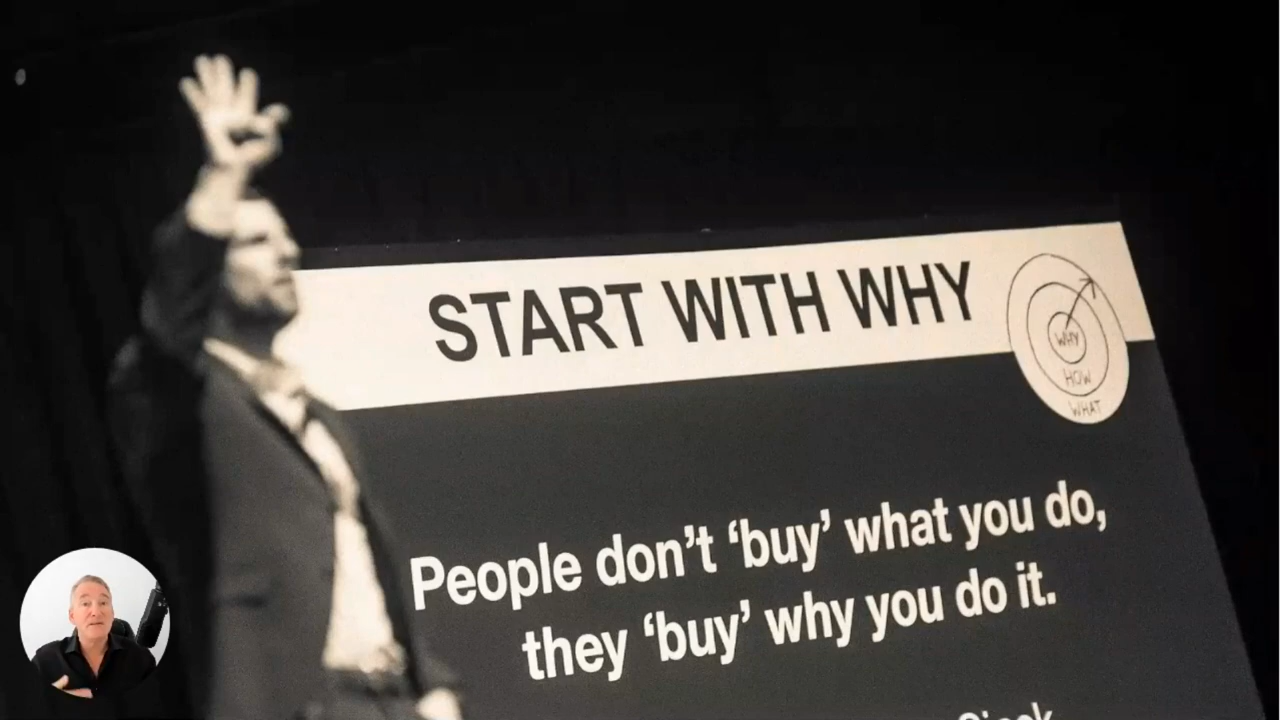 START WITH WHY
WHY
HOW
WHAT
People don't 'buy' what you do,
they 'buy' why you do it.